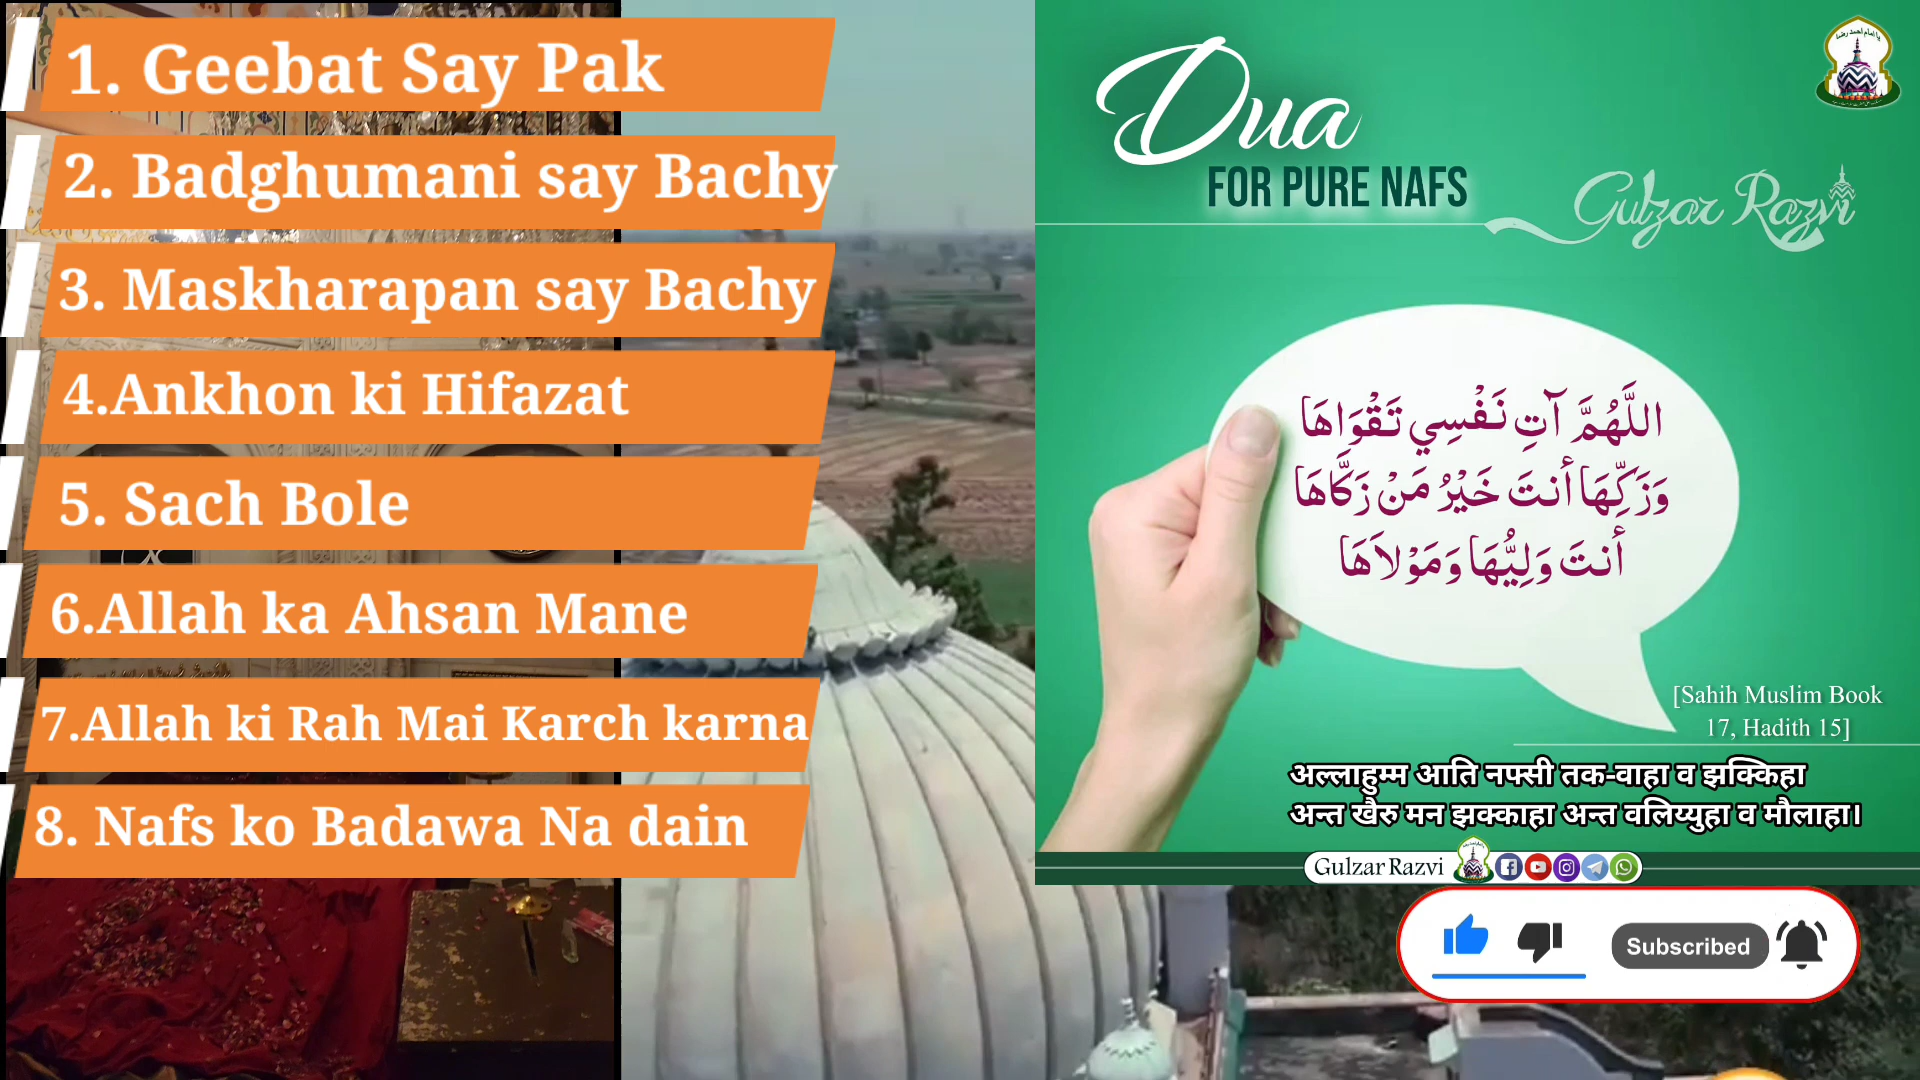 1. Geebat Say Pak
2. Badghumani say Bachy
3. Maskharapan say Bachy
4.Ankhon ki Hifazat
5. Sach Bole
6.Allah ka Ahsan Mane
7.Allah ki Rah Mai Karch karna
8. Nafs ko Badawa Na dain
Dua
FOR PURE NAFS
Gulzar Razvi
اللَّهُمَّ آتِ نَفْسِي تَقْوَاهَا
وَزَكِّهَا أَنتَ خَيْرُ مَنْ زَكَّاهَا
أَنتَ وَلِيُّهَا وَمَوْلَاهَا
[Sahih Muslim Book
17, Hadith 15]
अल्लाहुम्म आति नफ्सी तक-वाहा व झक्किहा
अन्त खैरु मन झक्काहा अन्त वलिय्युहा व मौलाहा।
Gulzar Razvi
Subscribed